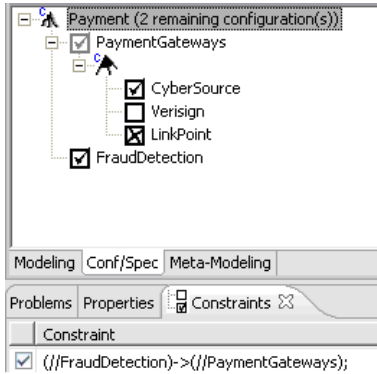 Payment (2 remaining configuration(s))
PaymentGateways
CyberSource
Verisign
LinkPoint
FraudDetection
Modeling Conf/Spec Meta-Modeling
Problems Properties Constraints
Constraint
(//FraudDetection)->(//PaymentGateways);